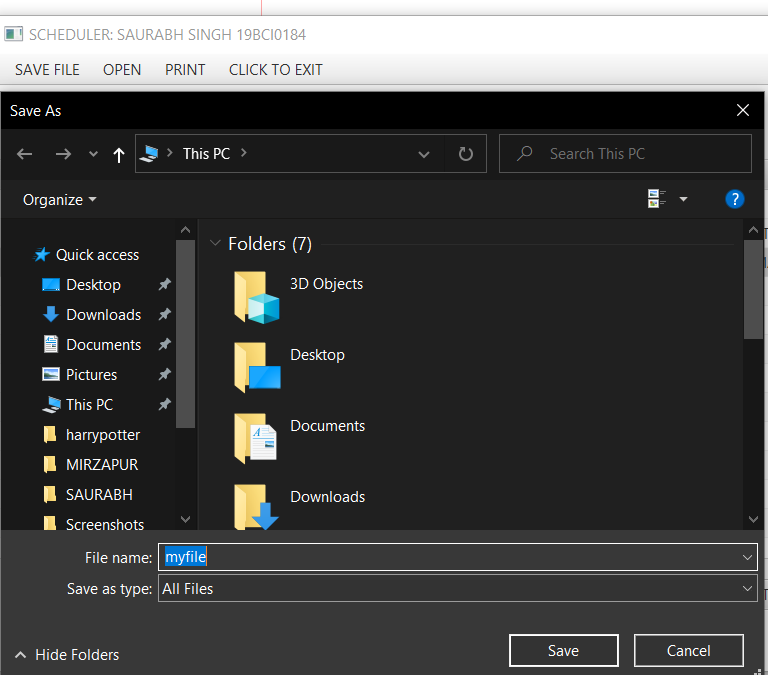 SCHEDULER: SAURABH SINGH 19BCI0184
SAVE FILE OPEN PRINT CLICK TO EXIT
Save As
This PC
Search This PC
Organize
?
Quick access
Desktop
Downloads
Documents
Pictures
This PC
harrypotter
MIRZAPUR
SAURABH
Screenshots
Folders (7)
3D Objects
Desktop
Documents
Downloads
File name: myfile
Save as type: All Files
Hide Folders
Save
Cancel